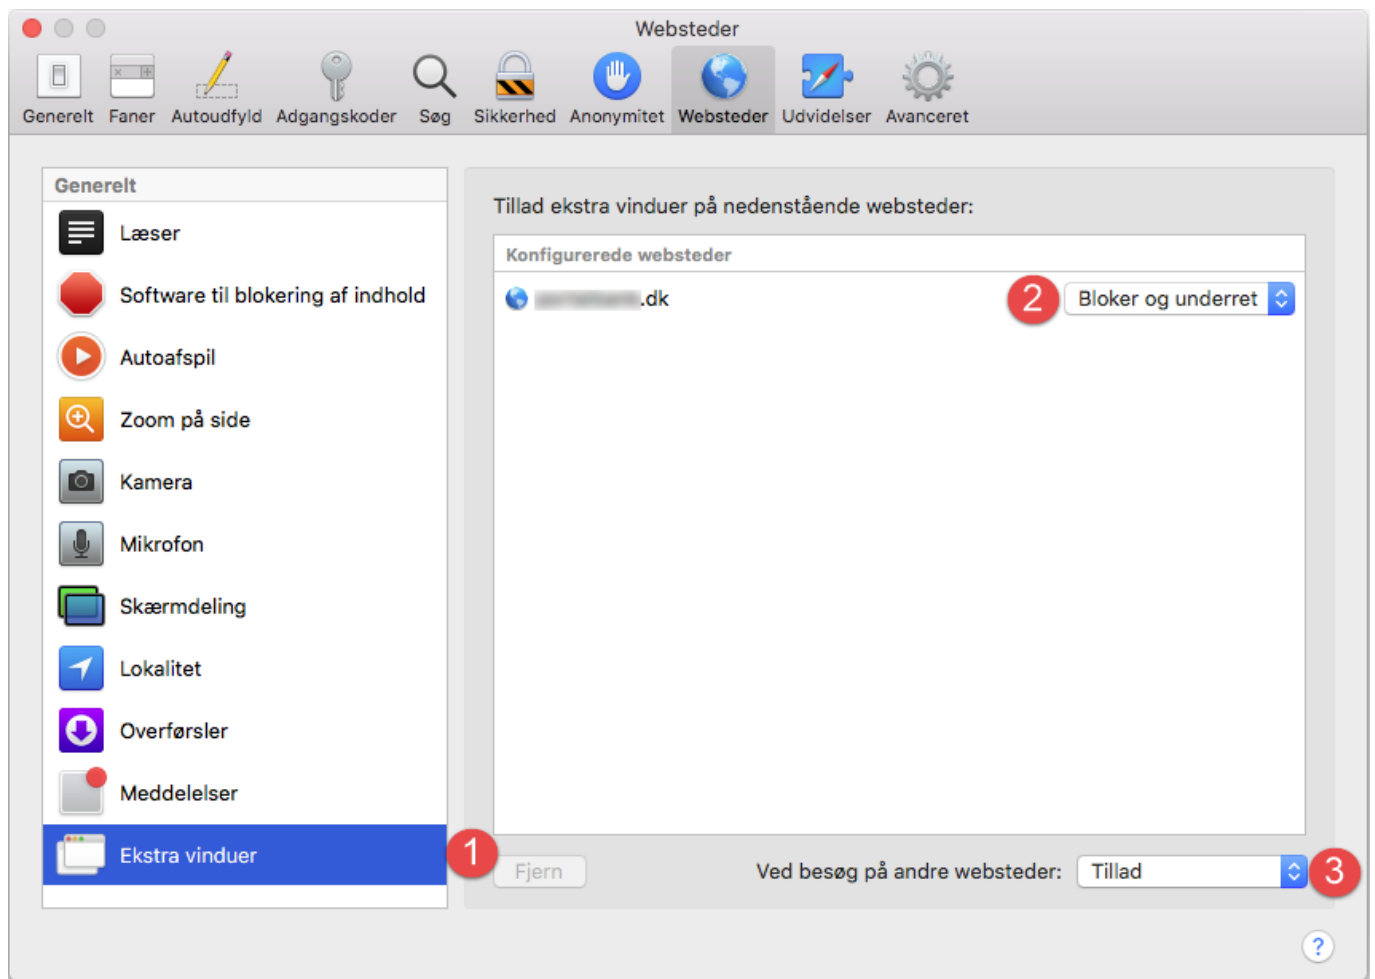 Websteder
Generelt Faner Autoudfyld Adgangskoder Søg Sikkerhed Anonymitet Websteder Udvidelser Avanceret
Generelt
Læser
Software til blokering af indhold
Autoafspil
Zoom på side
Kamera
Mikrofon
Skærmdeling
Lokalitet
Overførsler
Meddelelser
Ekstra vinduer
1
Tillad ekstra vinduer på nedenstående websteder:
Konfigurerede websteder
.dk
2
Bloker og underret
Fjern
Ved besøg på andre websteder:
Tillad
3
?